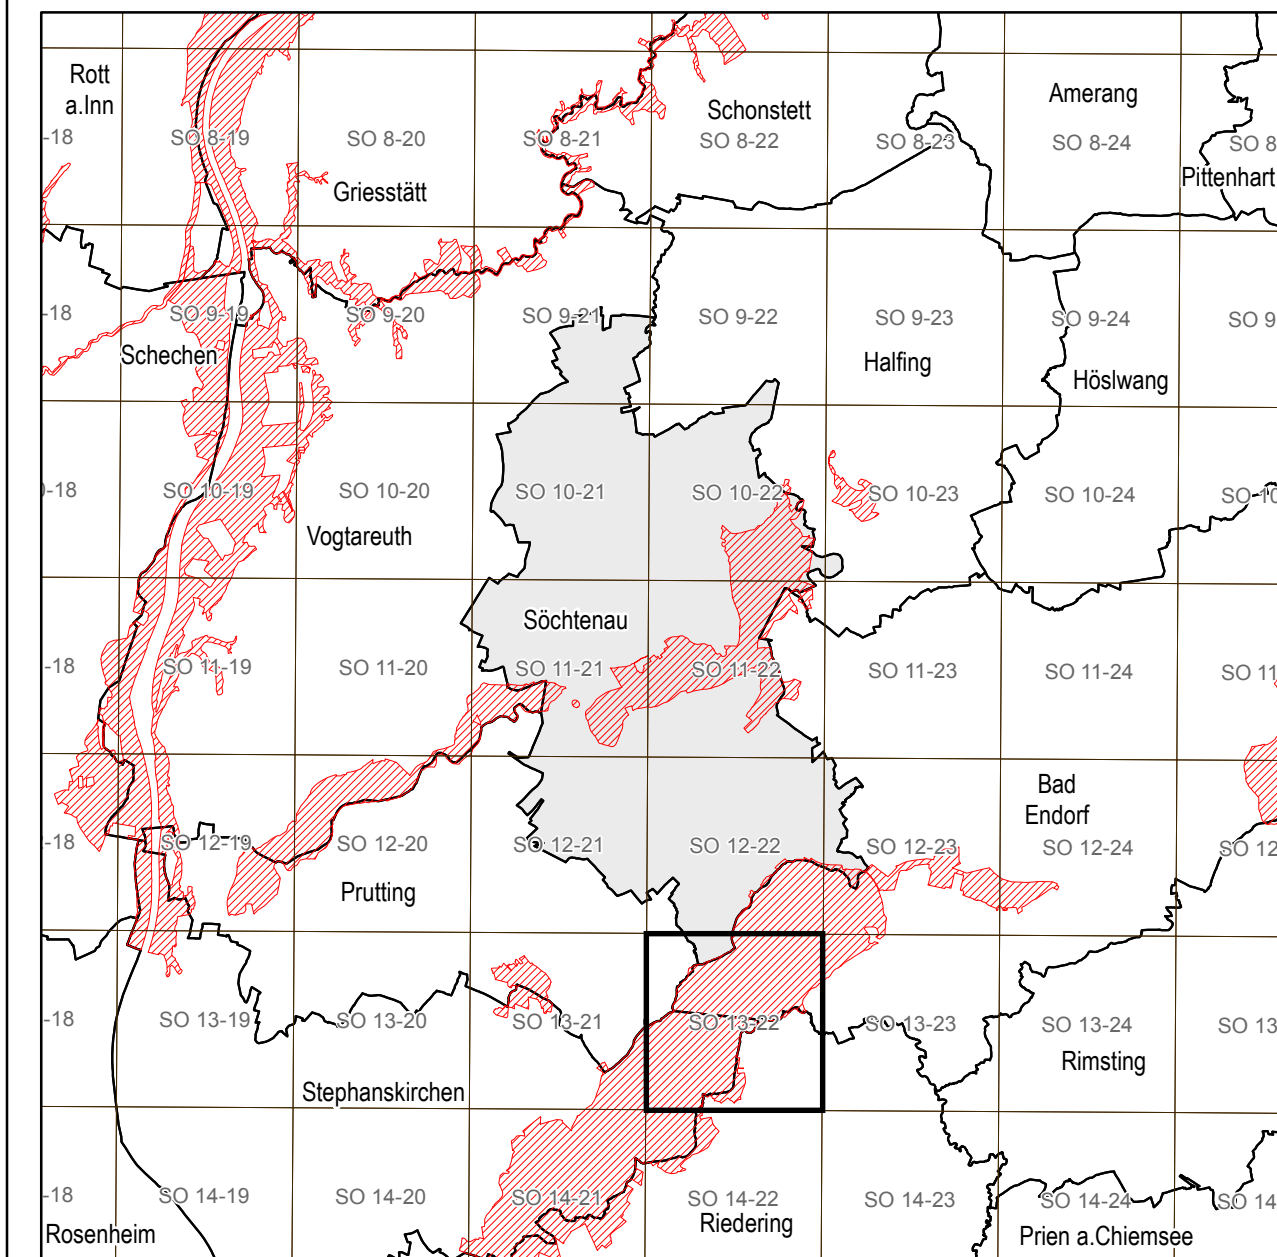 Rott
a.Inn
Schonstett
Amerang
-18
SO 8-19
SO 8-20
SO 8-21
SO 8-22
SO 8-23
SO 8-24
SO 8
Griesstätt
Pittenhart
-18
SO 9-19
SO 9-20
SO 9-21
SO 9-22
SO 9-23
SO 9-24
SO 9
Schechen
Halfing
Höslwang
-18
SO 10-19
SO 10-20
SO 10-21
SO 10-22
SO 10-23
SO 10-24
SO 10
Vogtareuth
Söchtenau
-18
SO 11-19
SO 11-20
SO 11-21
SO 11-22
SO 11-23
SO 11-24
SO 11
Bad
Endorf
-18
SO 12-19
SO 12-20
SO 12-21
SO 12-22
SO 12-23
SO 12-24
SO 12
Prutting
-18
SO 13-19
SO 13-20
SO 13-21
SO 13-22
SO 13-23
SO 13-24
SO 13
Rimsting
Stephanskirchen
-18
SO 14-19
SO 14-20
SO 14-21
SO 14-22
SO 14-23
SO 14-24
SO 14
Rosenheim
Riedering
Prien a.Chiemsee